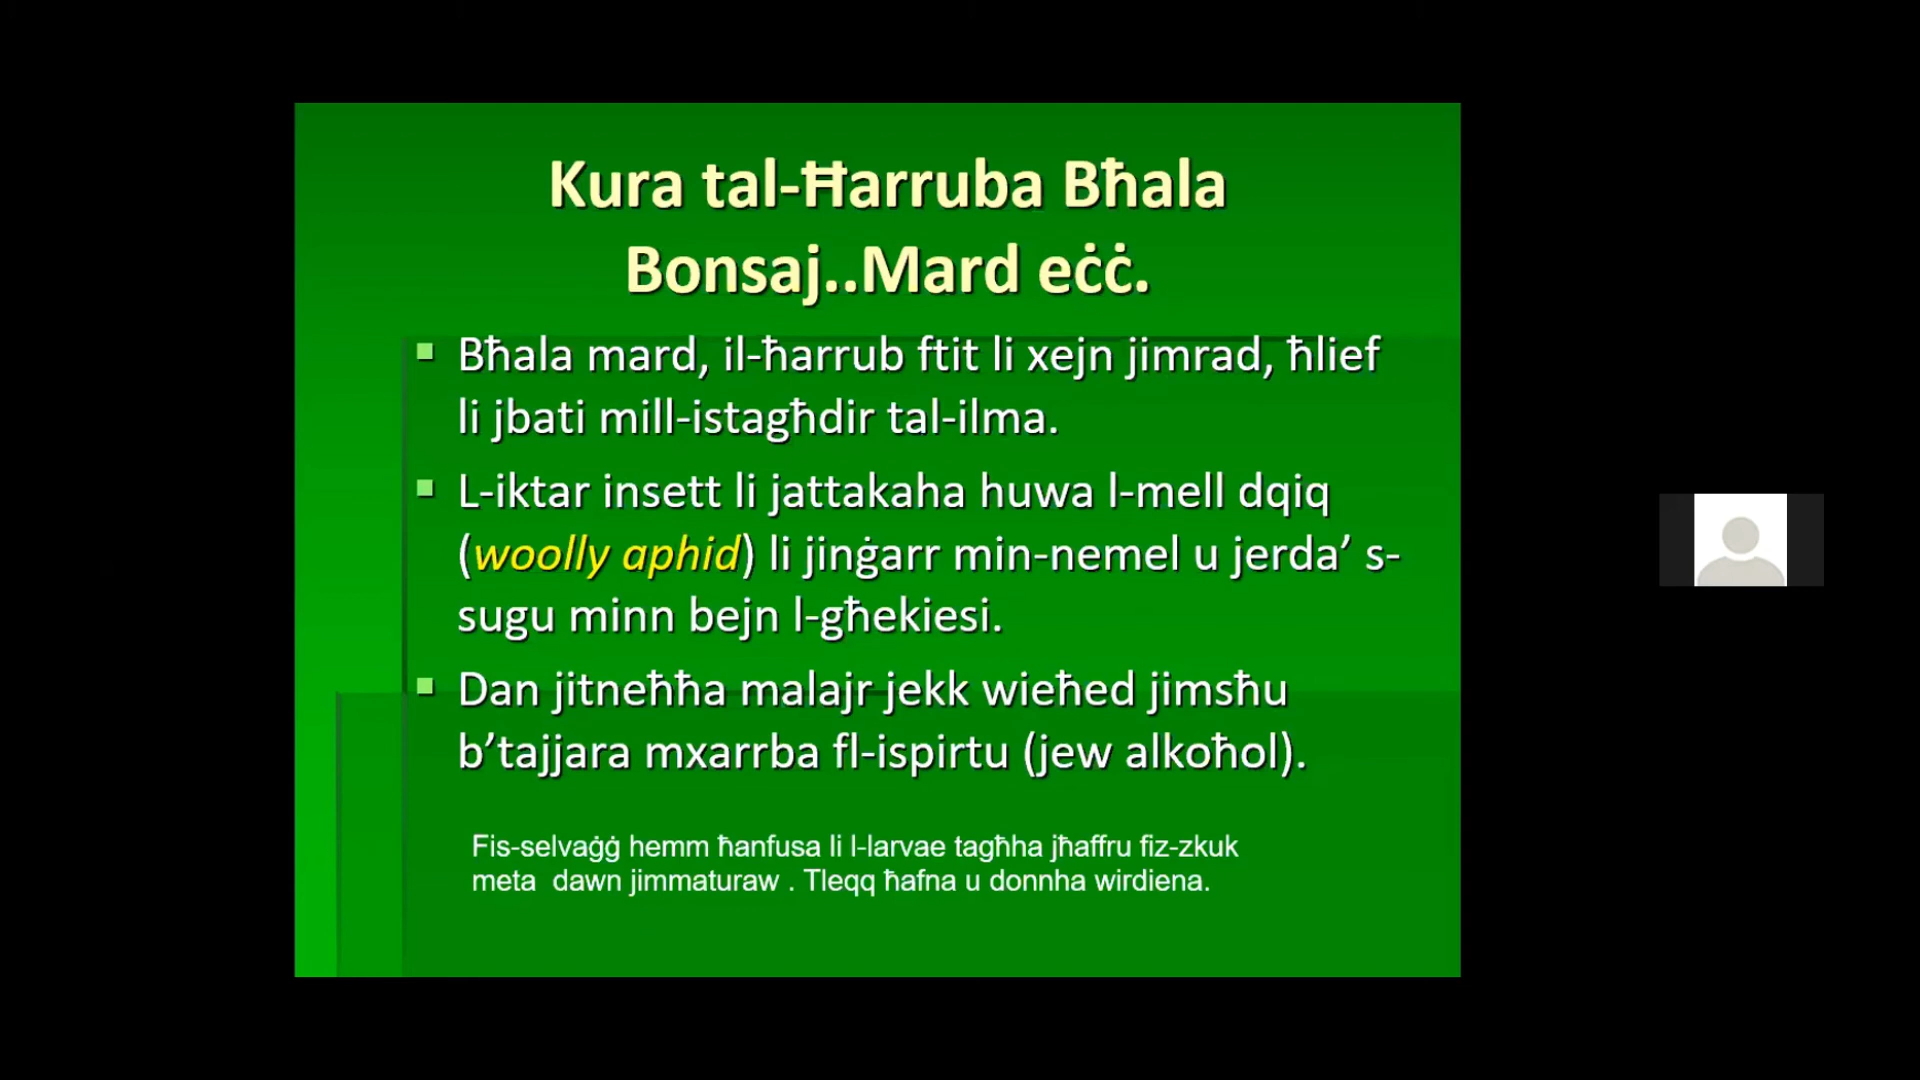 Kura tal-Ħarruba Bħala
Bonsaj..Mard eċċ.
Bħala mard, il-ħarrub ftit li xejn jimrad, ħlief
li jbati mill-istagħdir tal-ilma.
L-iktar insett li jattakaha huwa l-mell dqiq
(woolly aphid) li jinġarr min-nemel u jerda’ s-
sugu minn bejn l-għekiesi.
Dan jitneħħa malajr jekk wieħed jimsħu
b’tajjara mxarrba fl-ispirtu (jew alkoħol).
Fis-selvaġġ hemm ħanfusa li l-larvae tagħha jħaffru fiz-zkuk
meta  dawn jimmaturaw . Tleqq ħafna u donnha wirdiena.